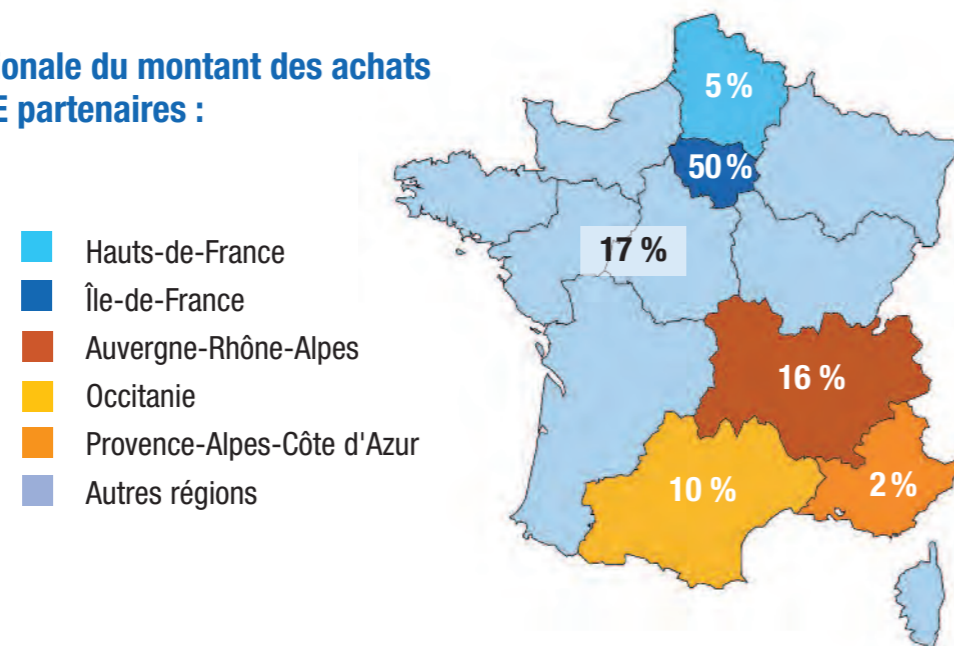 onale du montant des achats
E partenaires :
Hauts-de-France
Île-de-France
Auvergne-Rhône-Alpes
Occitanie
Provence-Alpes-Côte d'Azur
Autres régions
5 %
50 %
17 %
16 %
10 %
2 %